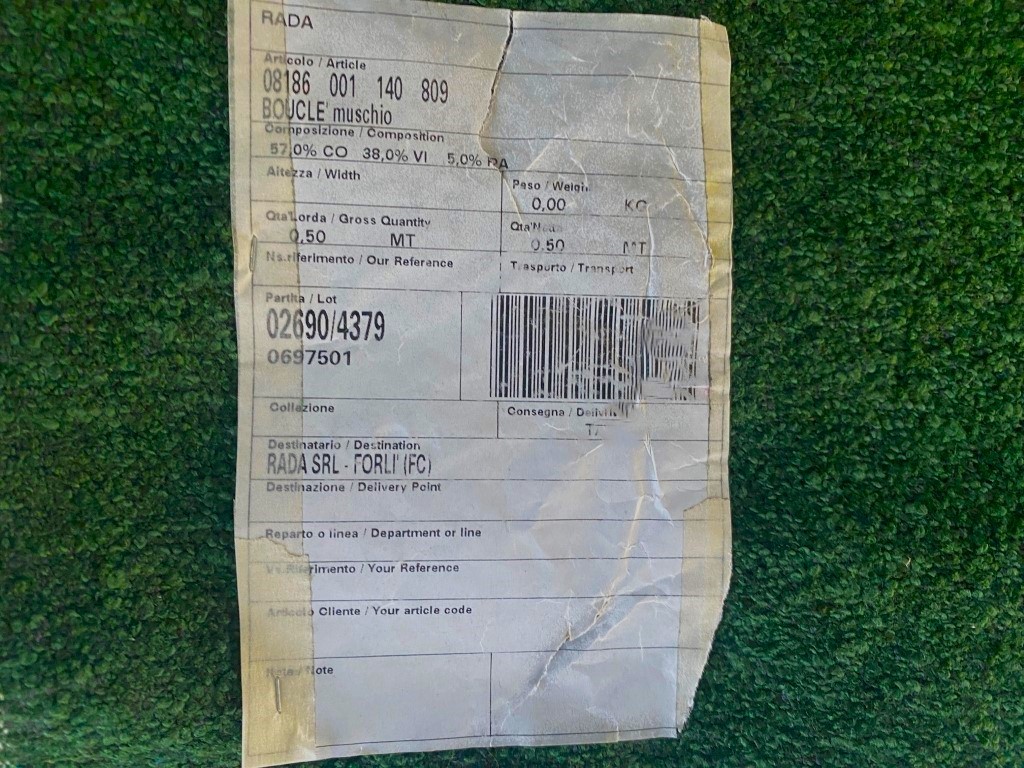 RADA
Articolo / Article
08186 001 140 809
BOUCLE' muschio
Composizione / Composition
57,0% CO 38,0% VI 5,0% PA
Altezza / Width
Peso / Weight
0,00 KG
Qta'Lorda / Gross Quantity
0,50 MT
0,50 MT
Ns.riferimento / Our Reference
Trasporto / Transport
Partita / Lot
02690/4379
0697501
Collezione
Consegna /
Destinatario / Destination
RADA SRL - FORLI' (FC)
Destinazione / Delivery Point
Reparto o linea / Department or line
Vs.Riferimento / Your Reference
Articolo Cliente / Your article code
Note / Note